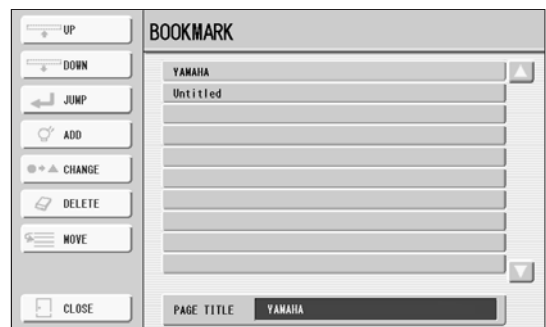 UP
DOWN
JUMP
ADD
CHANGE
DELETE
MOVE
CLOSE
BOOKMARK
YAMAHA
Untitled
PAGE TITLE YAMAHA